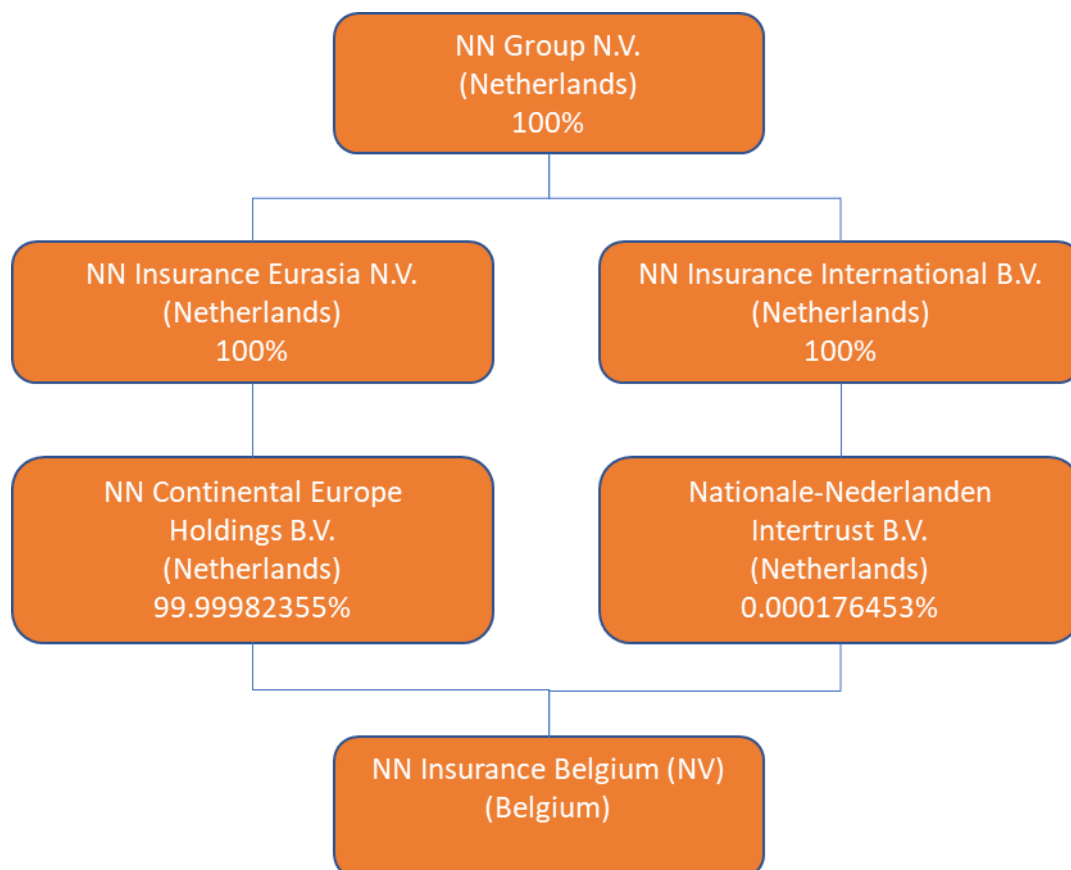 NN Group N.V.
(Netherlands)
100%
NN Insurance Eurasia N.V.
(Netherlands)
100%
NN Insurance International B.V.
(Netherlands)
100%
NN Continental Europe
Holdings B.V.
(Netherlands)
99.99982355%
Nationale-Nederlanden
Intertrust B.V.
(Netherlands)
0.000176453%
NN Insurance Belgium (NV)
(Belgium)